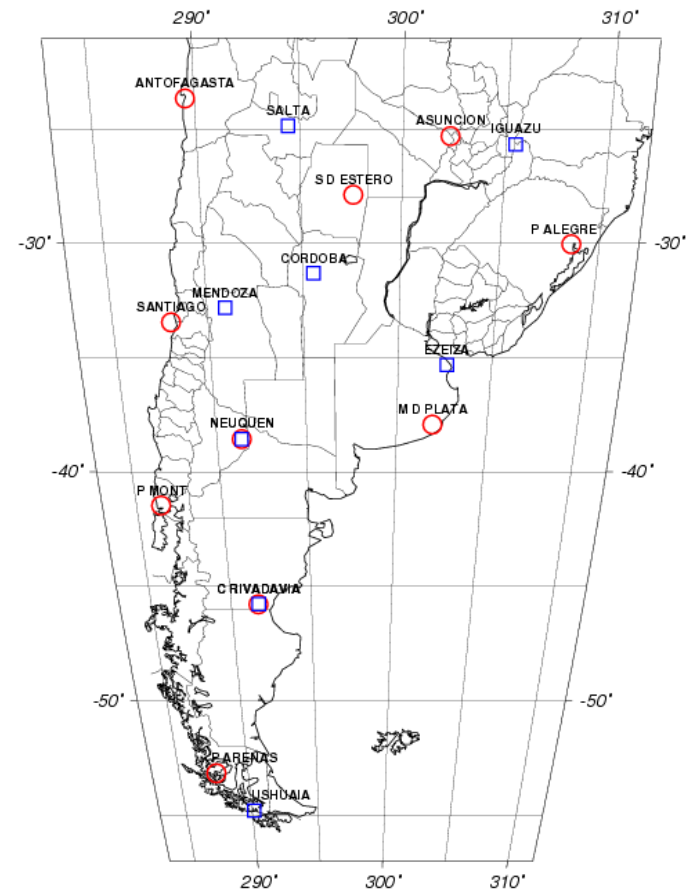 290° 300° 310°
ANTOFAGASTA
SALTA
ASUNCION
IGUAZU
S D ESTERO
P ALEGRE
-30° -30°
CORDOBA
MENDOZA
SANTIAGO
EZEIZA
M D PLATA
NEUQUEN
-40° -40°
P MONT
C RIVADAVIA
-50° -50°
P ARENAS
USHUAIA
290° 300° 310°